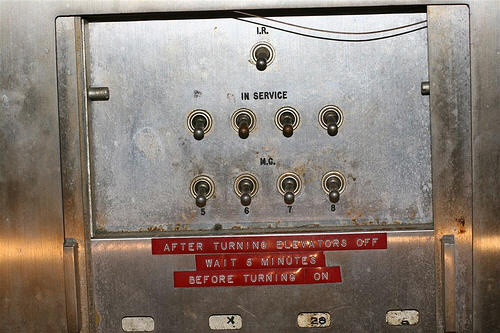 I.R.
IN SERVICE
M.G.
5 6 7 8
AFTER TURNING ELEVATORS OFF
WAIT 5 MINUTES
BEFORE TURNING ON
X 29